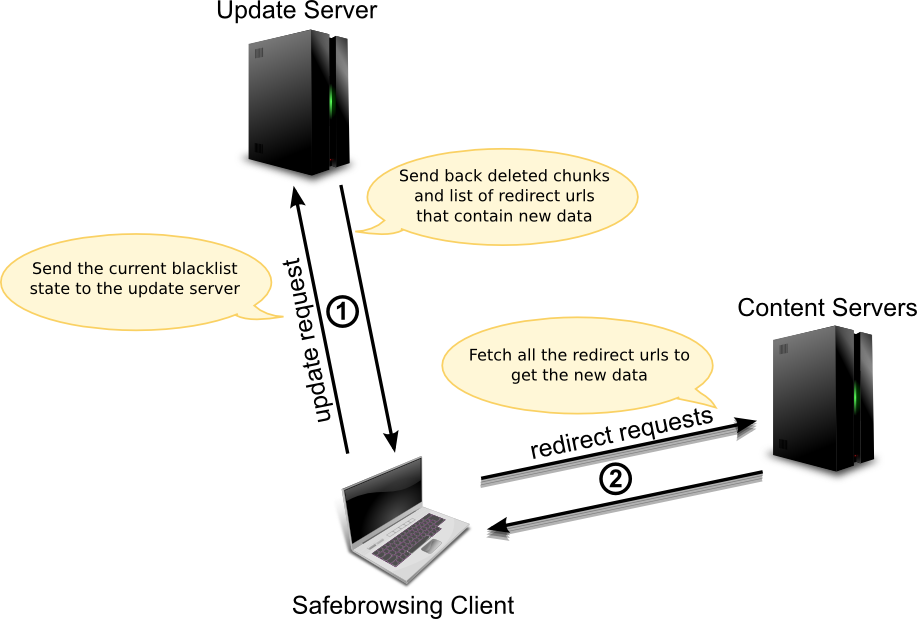 Update Server
Send back deleted chunks
and list of redirect urls
that contain new data
Send the current blacklist
state to the update server
update request
1
Content Servers
Fetch all the redirect urls to
get the new data
redirect requests
2
Safebrowsing Client